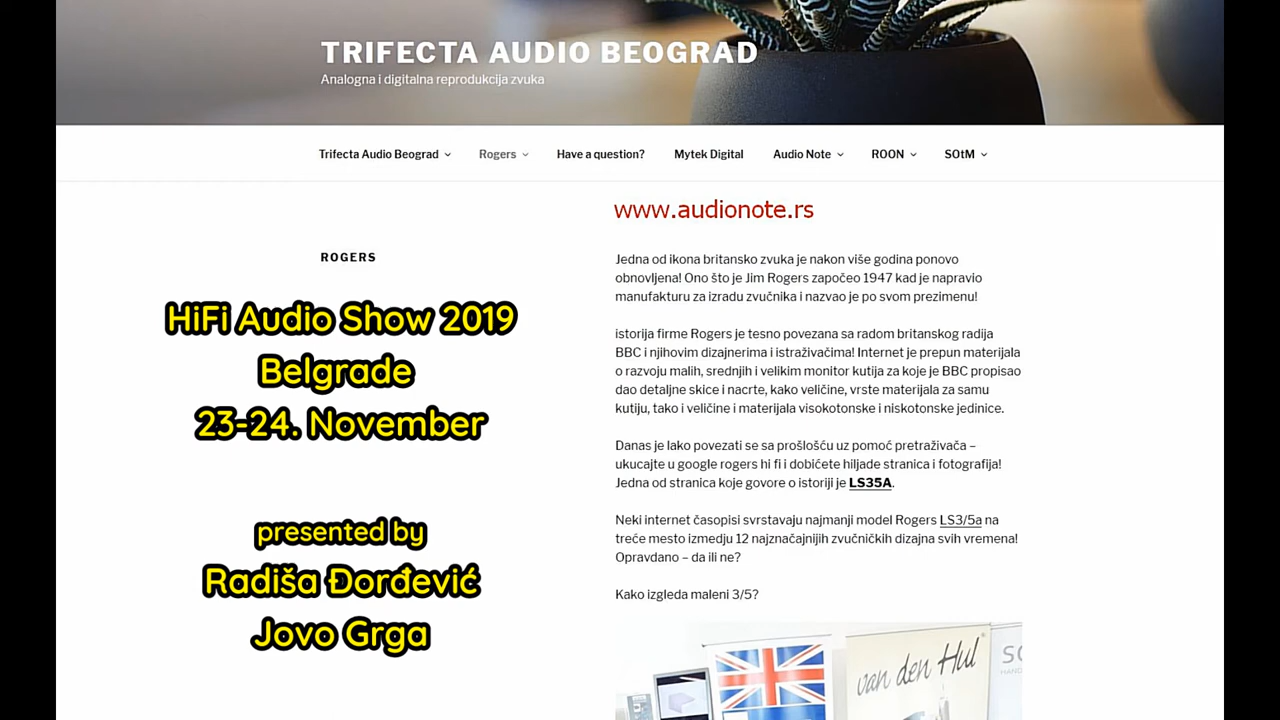 TRIFECTA AUDIO BEOGRAD
Analogna i digitalna reprodukcija zvuka
Trifecta Audio Beograd Rogers Have a question? Mytek Digital Audio Note ROON SOtM
www.audionote.rs
ROGERS
HiFi Audio Show 2019
Belgrade
23-24. November
presented by
Radiša Đorđević
Jovo Grga
Jedna od ikona britansko zvuka je nakon više godina ponovo
obnovljena! Ono što je Jim Rogers započeo 1947 kad je napravio
manufakturu za izradu zvučnika i nazvao je po svom prezimenu!
istorija firme Rogers je tesno povezana sa radom britanskog radija
BBC i njihovim dizajnerima i istraživačima! Internet je prepun materijala
o razvoju malih, srednjih i velikim monitor kutija za koje je BBC propisao
dao detaljne skice i nacrte, kako veličine, vrste materijala za samu
kutiju, tako i veličine i materijala visokotonske i niskotonske jedinice.
Danas je lako povezati se sa prošlošću uz pomoć pretraživača –
ukucajte u google rogers hi fi i dobićete hiljade stranica i fotografija!
Jedna od stranica koje govore o istoriji je LS35A.
Neki internet časopisi svrstavaju najmanji model Rogers LS3/5a na
treće mesto izmedju 12 najznačajnijih zvučničkih dizajna svih vremena!
Opravdano – da ili ne?
Kako izgleda maleni 3/5?
van den Hul